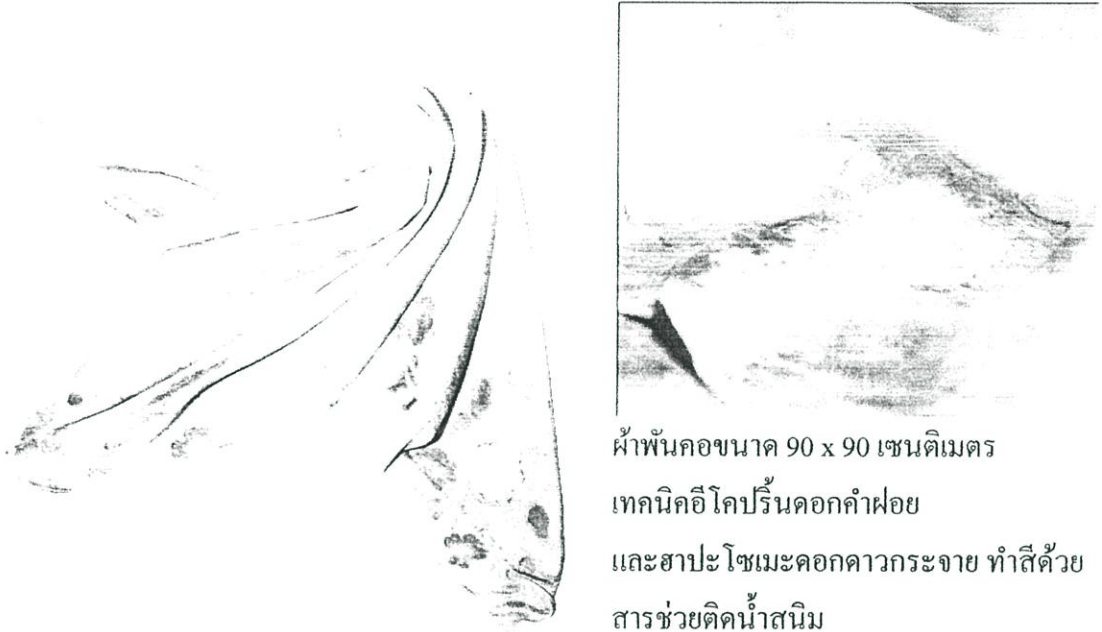 ผ้าพันคอขนาด 90 x 90 เซนติเมตร
เทคนิคอีโคปริ้นดอกคำฝอย
และฮาปะโซเมะดอกดาวกระจาย ทำสีด้วย
สารช่วยติดน้ำสนิม